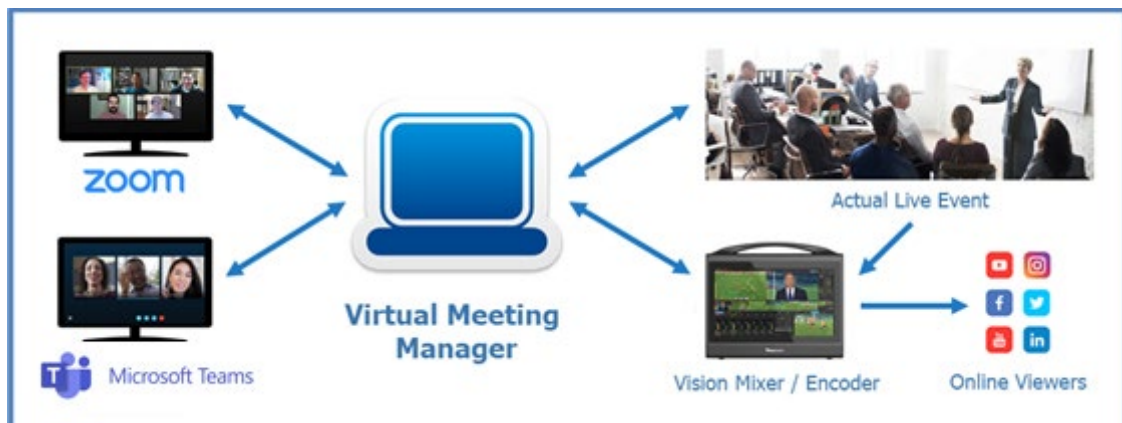 zoom
Microsoft Teams
Virtual Meeting
Manager
Actual Live Event
Vision Mixer / Encoder
Online Viewers